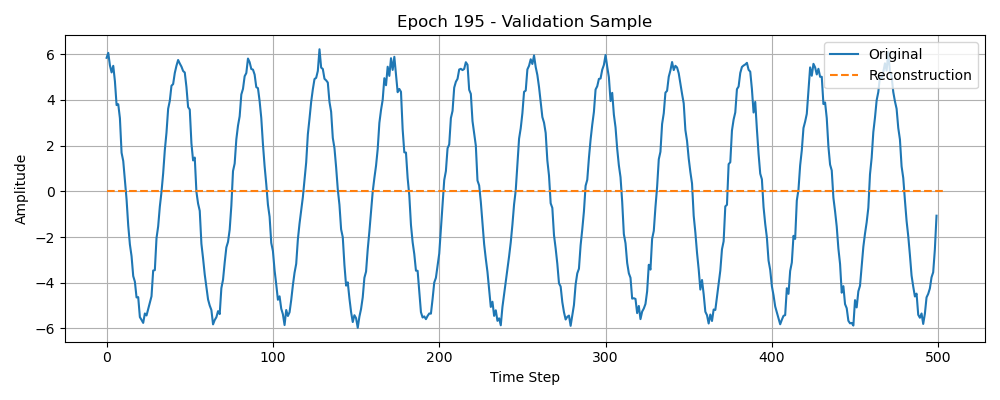 Epoch 195 - Validation Sample
Original
Reconstruction
6
4
2
0
−2
−4
−6
Amplitude
0 100 200 300 400 500
Time Step